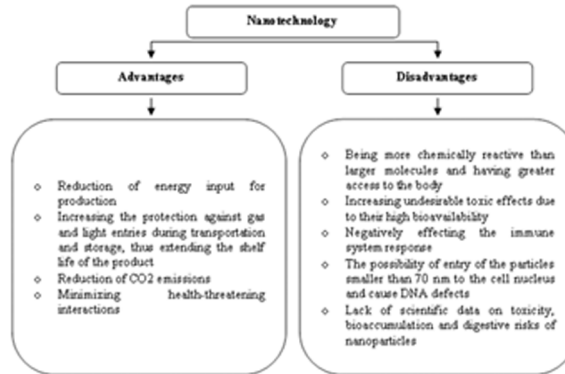 Nanotechnology
Advantages
Disadvantages
Reduction of energy input for
production
Increasing the protection against gas
and light entries during transportation
and storage, thus extending the shelf
life of the product
Reduction of CO2 emissions
Minimizing health-threatening
interactions
Being more chemically reactive than
larger molecules and having greater
access to the body
Increasing undesirable toxic effects due
to their high bioavailability
Negatively effecting the immune
system response
The possibility of entry of the particles
smaller than 70 nm to the cell nucleus
and cause DNA defects
Lack of scientific data on toxicity,
bioaccumulation and digestive risks of
nanoparticles